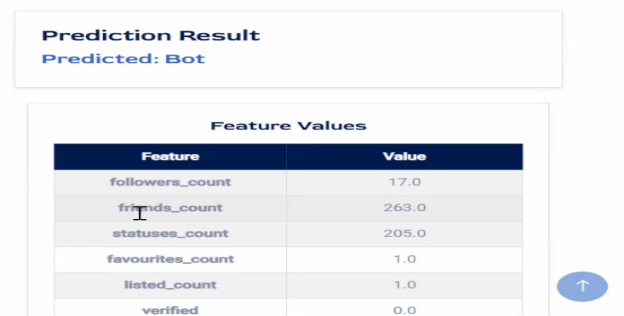 Prediction Result
Predicted: Bot
Feature Values
Feature Value
followers_count 17.0
friends_count 263.0
statuses_count 205.0
favourites_count 1.0
listed_count 1.0
verified 0.0